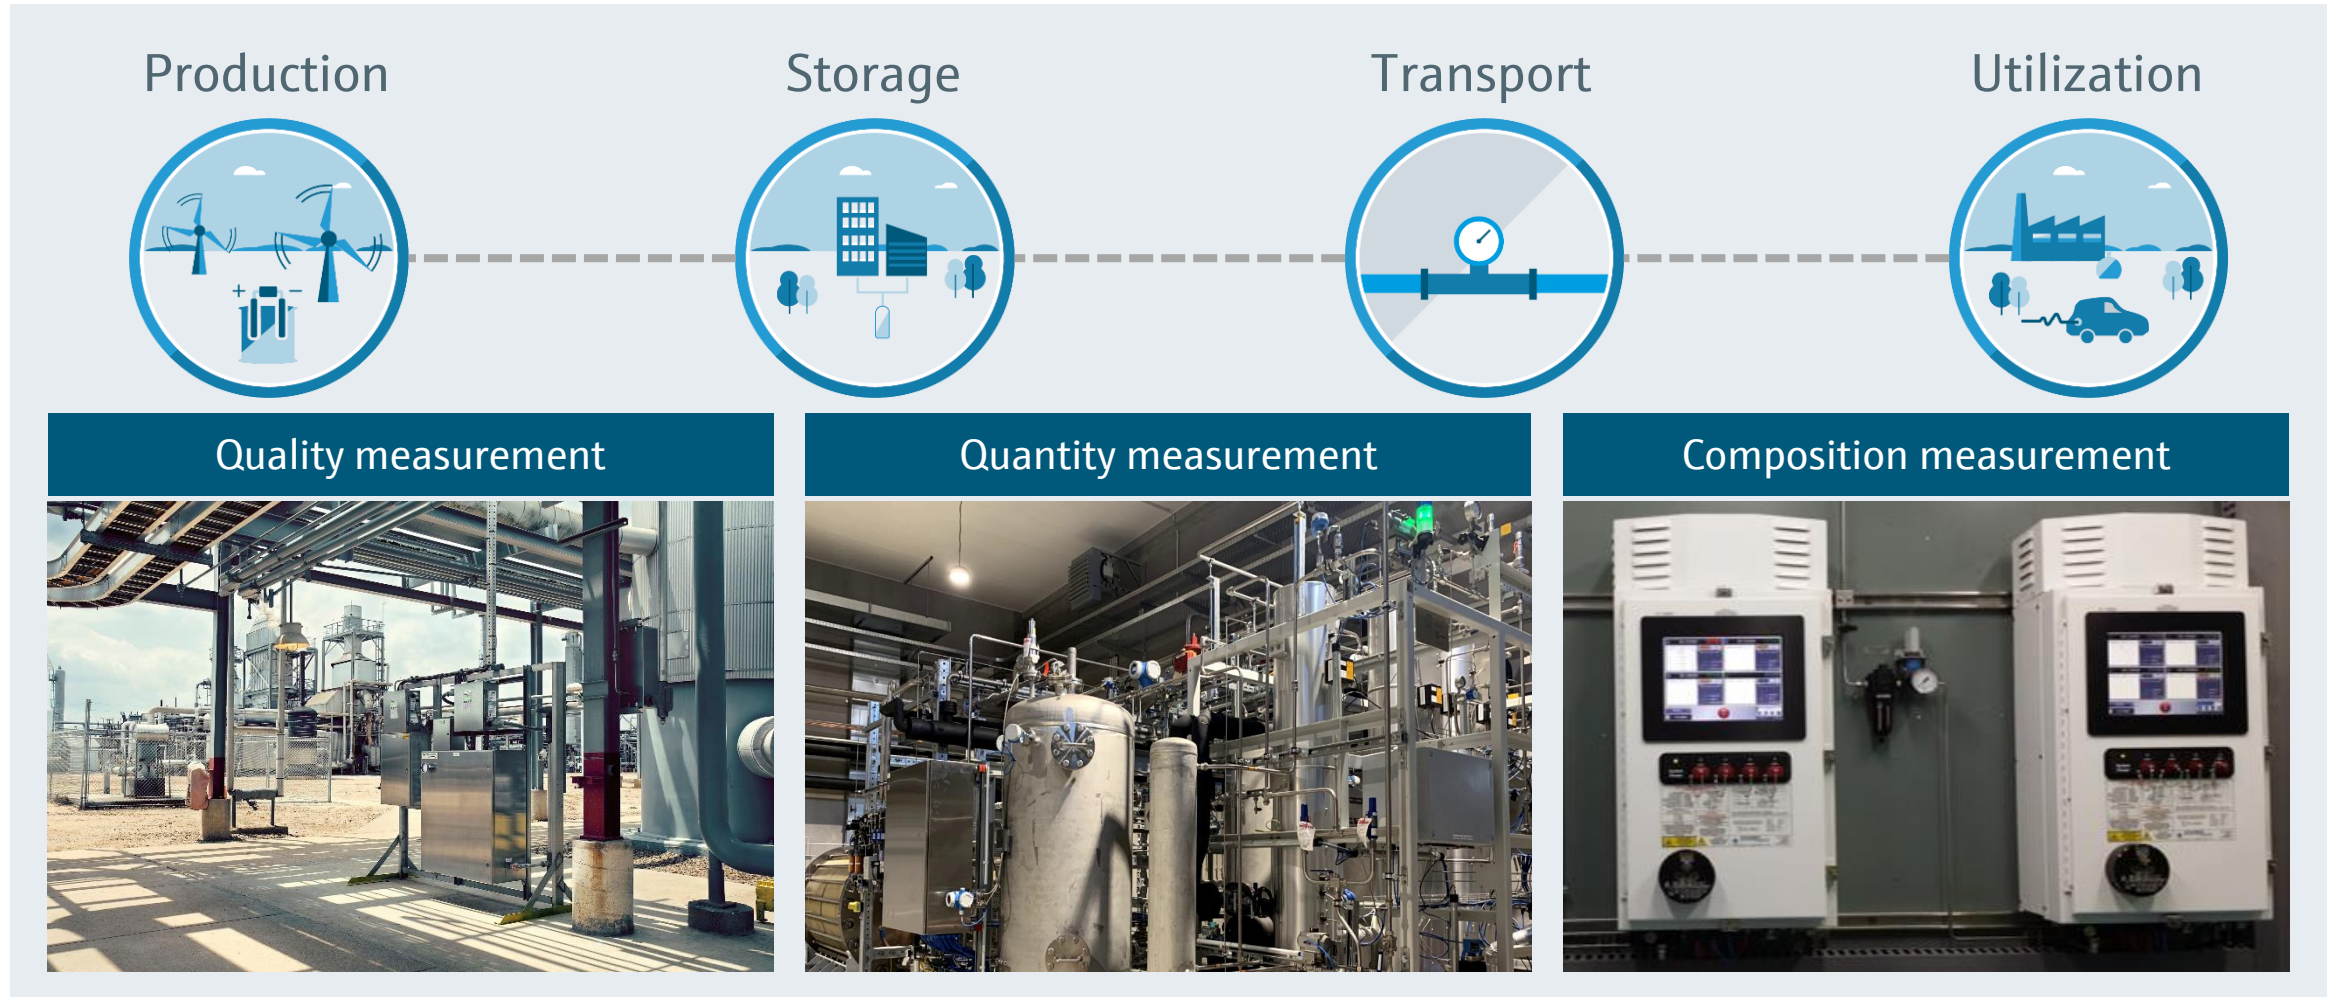 Production
Storage
Transport
Utilization
+
−
Quality measurement
Quantity measurement
Composition measurement